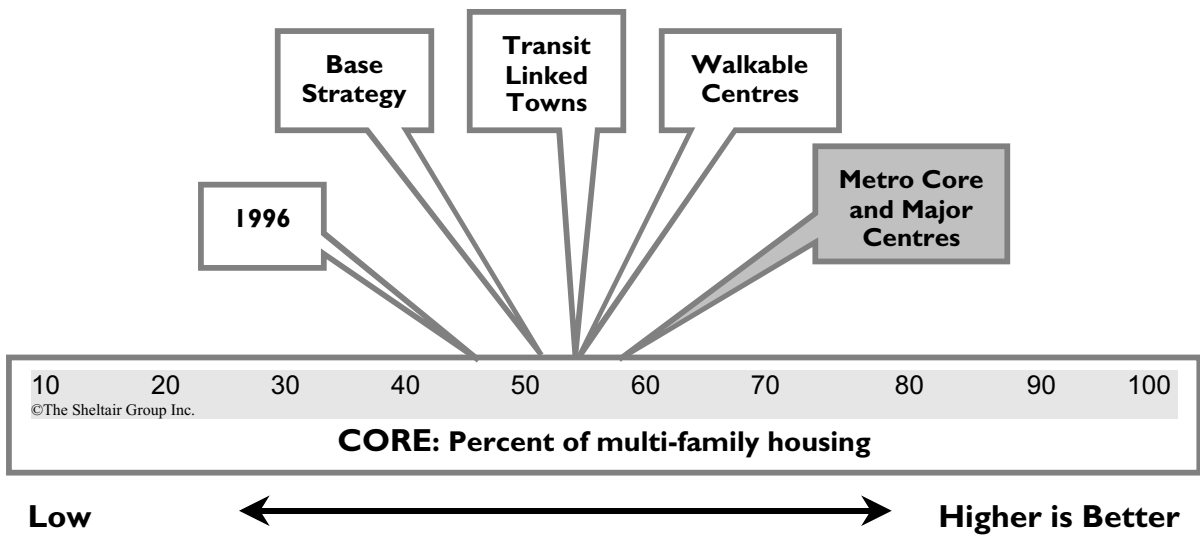 Base
Strategy
Transit
Linked
Towns
Walkable
Centres
1996
Metro Core
and Major
Centres
10 20 30 40 50 60 70 80 90 100
©The Sheltair Group Inc.
CORE: Percent of multi-family housing
Low Higher is Better